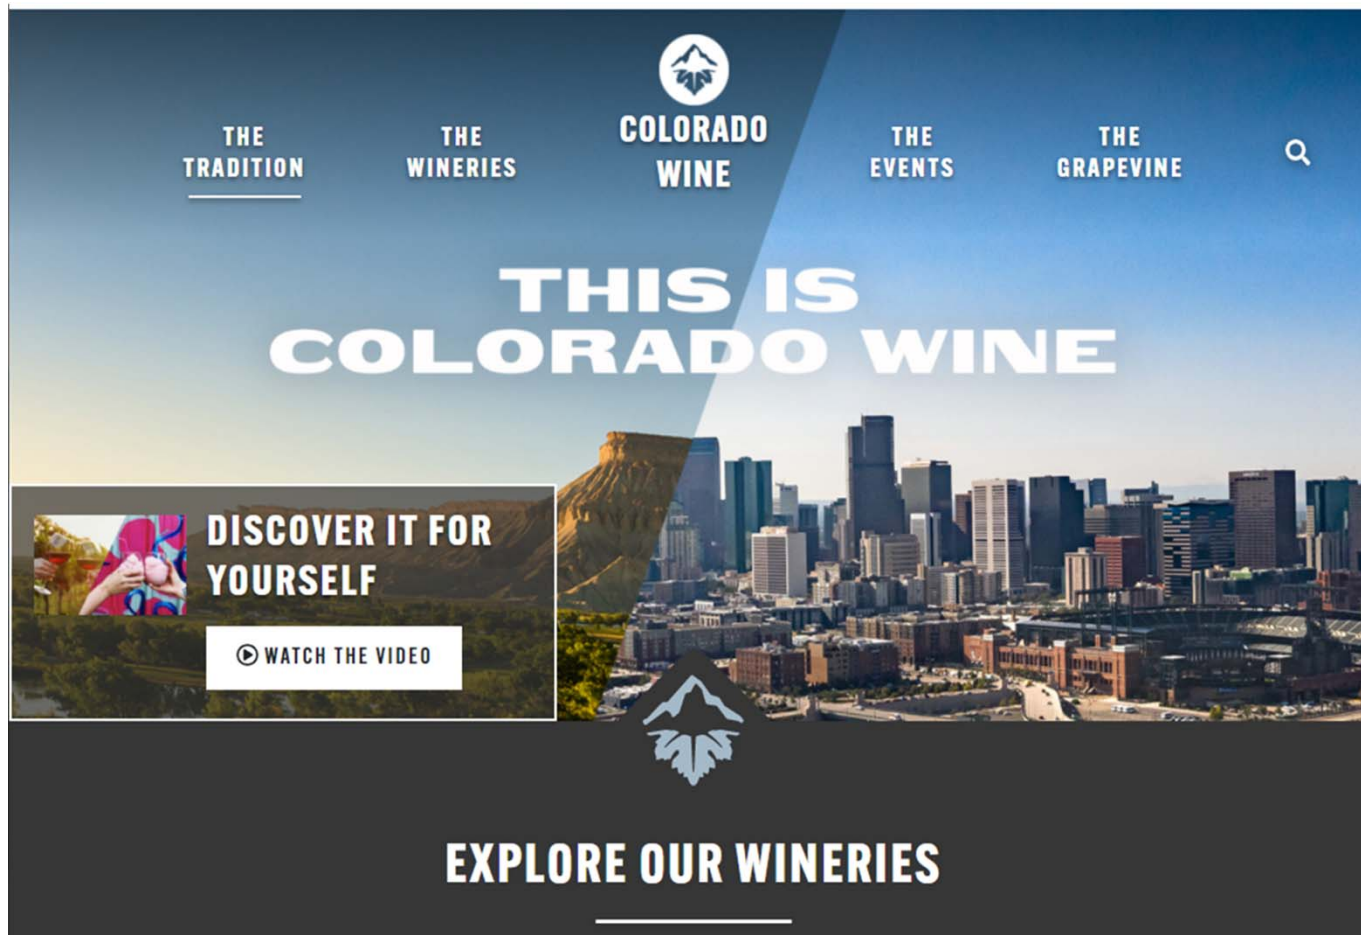 THE
TRADITION
THE
WINERIES
COLORADO
WINE
THE
EVENTS
THE
GRAPEVINE
THIS IS
COLORADO WINE
DISCOVER IT FOR
YOURSELF
WATCH THE VIDEO
EXPLORE OUR WINERIES